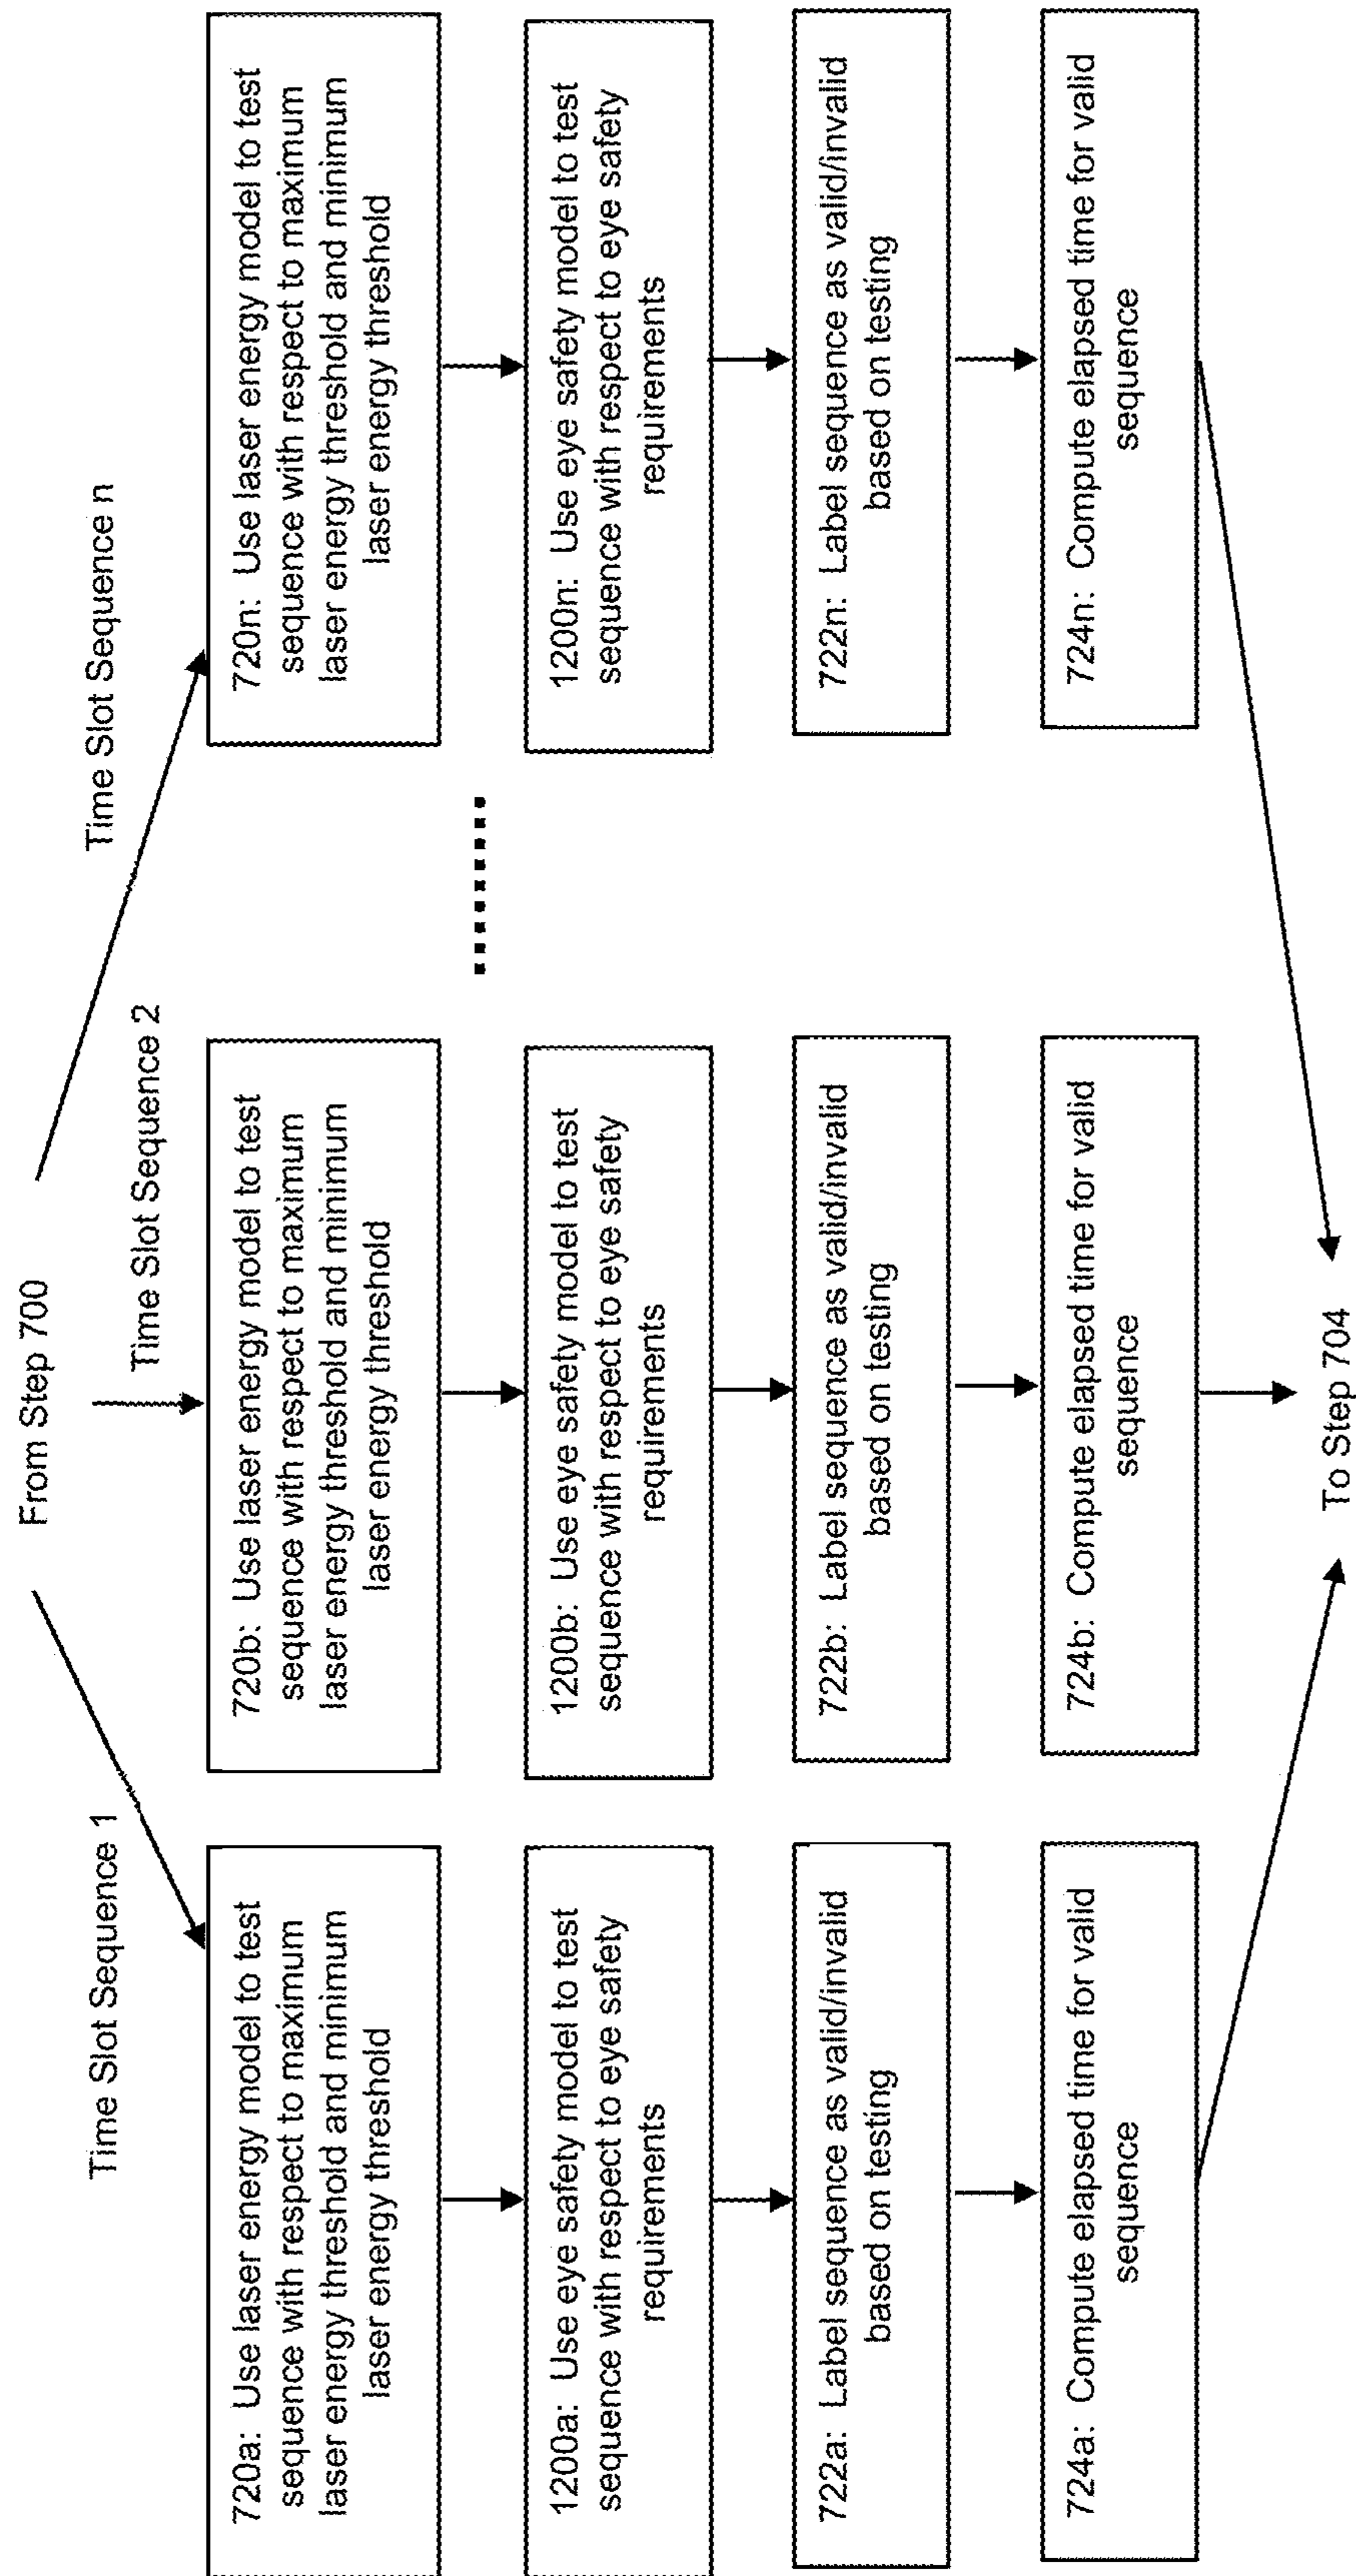 From Step 700
Time Slot Sequence 1
Time Slot Sequence 2
Time Slot Sequence n
720a: Use laser energy model to test
sequence with respect to maximum
laser energy threshold and minimum
laser energy threshold
1200a: Use eye safety model to test
sequence with respect to eye safety
requirements
722a: Label sequence as valid/invalid
based on testing
724a: Compute elapsed time for valid
sequence
720b: Use laser energy model to test
sequence with respect to maximum
laser energy threshold and minimum
laser energy threshold
1200b: Use eye safety model to test
sequence with respect to eye safety
requirements
722b: Label sequence as valid/invalid
based on testing
724b: Compute elapsed time for valid
sequence
720n: Use laser energy model to test
sequence with respect to maximum
laser energy threshold and minimum
laser energy threshold
1200n: Use eye safety model to test
sequence with respect to eye safety
requirements
722n: Label sequence as valid/invalid
based on testing
724n: Compute elapsed time for valid
sequence
To Step 704